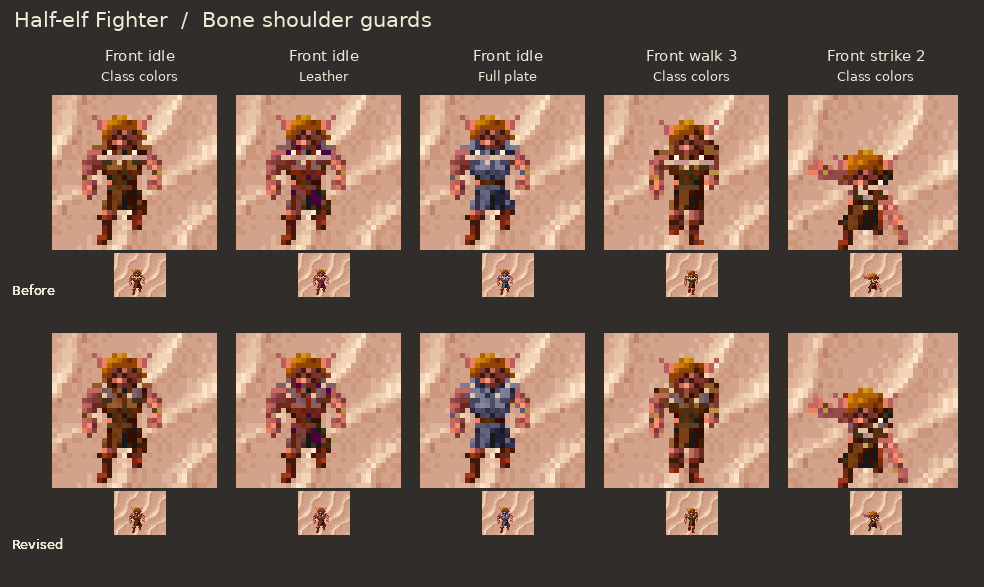 Half-elf Fighter / Bone shoulder guards
Front idle Front idle Front idle Front walk 3 Front strike 2
Class colors Leather Full plate Class colors Class colors
Before
Revised